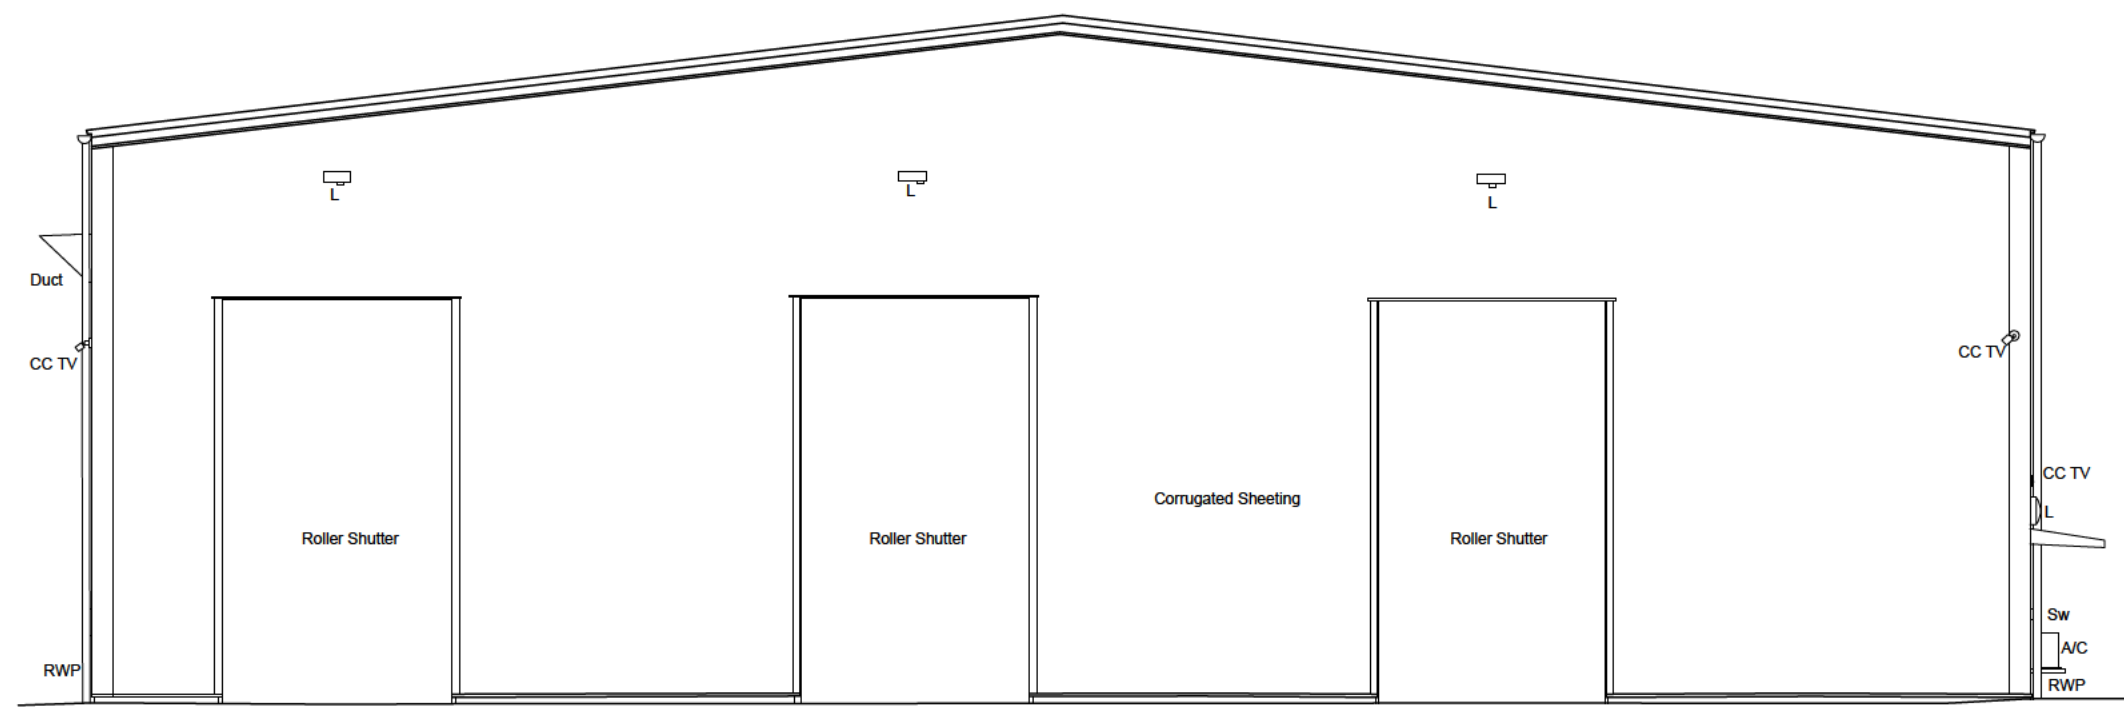 L
L
L
Duct
CC TV
CC TV
CC TV
Corrugated Sheeting
L
Roller Shutter
Roller Shutter
Roller Shutter
Sw
A/C
RWP
RWP